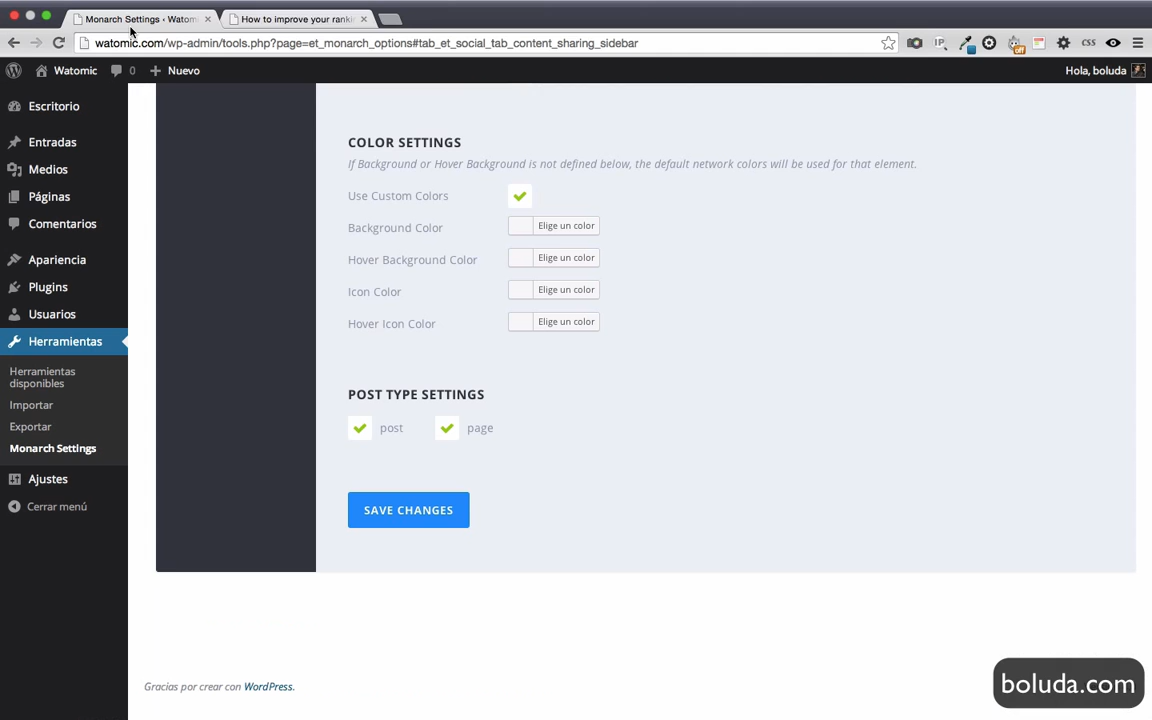 Monarch Settings ‹ Watom
How to improve your ranki
watomic.com/wp-admin/tools.php?page=et_monarch_options#tab_et_social_tab_content_sharing_sidebar
IP
off
CSS
Watomic
0
Nuevo
Hola, boluda
Escritorio
Entradas
Medios
Páginas
Comentarios
Apariencia
Plugins
Usuarios
Herramientas
Herramientas
disponibles
Importar
Exportar
Monarch Settings
Ajustes
Cerrar menú
COLOR SETTINGS
If Background or Hover Background is not defined below, the default network colors will be used for that element.
Use Custom Colors
Background Color Elige un color
Hover Background Color Elige un color
Icon Color Elige un color
Hover Icon Color Elige un color
POST TYPE SETTINGS
post page
SAVE CHANGES
Gracias por crear con WordPress.
boluda.com